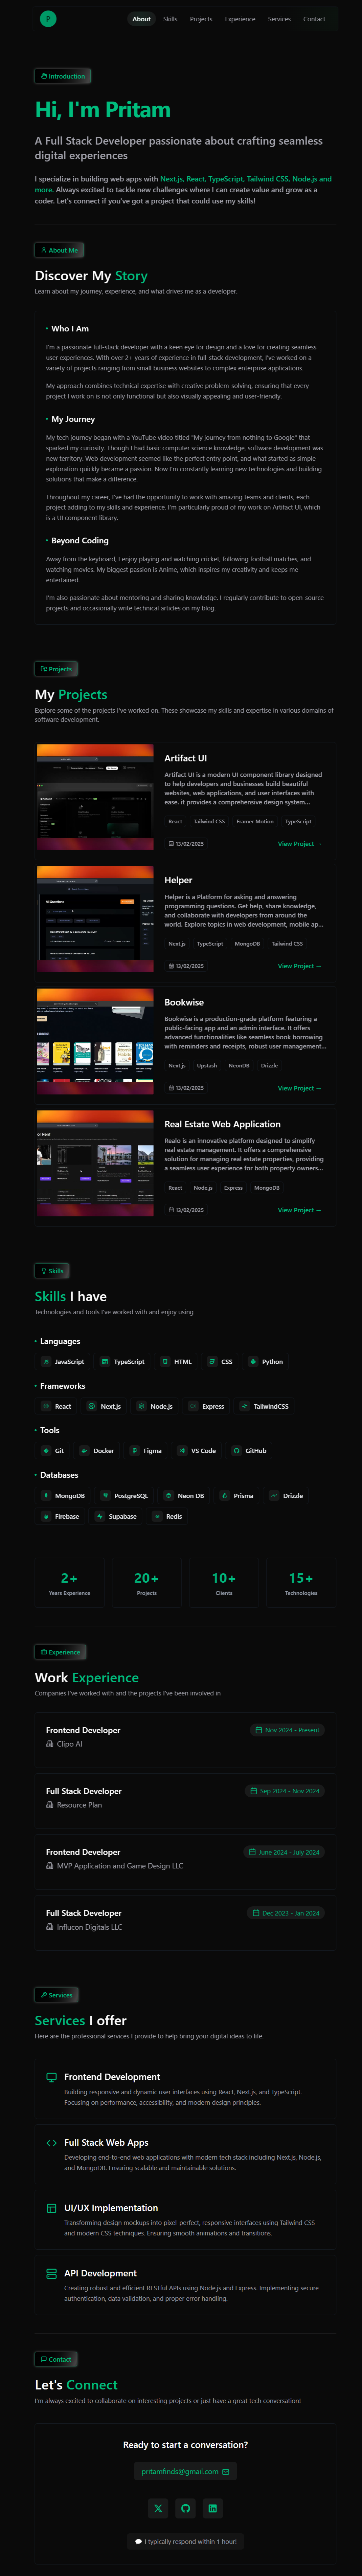 P
About Skills Projects Experience Services Contact
Introduction
Hi, I'm Pritam
A Full Stack Developer passionate about crafting seamless
digital experiences
I specialize in building web apps with Next.js, React, TypeScript, Tailwind CSS, Node.js and
more. Always excited to tackle new challenges where I can create value and grow as a
coder. Let's connect if you've got a project that could use my skills!
About Me
Discover My Story
Learn about my journey, experience, and what drives me as a developer.
Who I Am
I'm a passionate full-stack developer with a keen eye for design and a love for creating seamless
user experiences. With over 2+ years of experience in full-stack development, I've worked on a
variety of projects ranging from small business websites to complex enterprise applications.
My approach combines technical expertise with creative problem-solving, ensuring that every
project I work on is not only functional but also visually appealing and user-friendly.
My Journey
My tech journey began with a YouTube video titled "My journey from nothing to Google" that
sparked my curiosity. Though I had basic computer science knowledge, software development was
new territory. Web development seemed like the perfect entry point, and what started as simple
exploration quickly became a passion. Now I'm constantly learning new technologies and building
solutions that make a difference.
Throughout my career, I've had the opportunity to work with amazing teams and clients, each
project adding to my skills and experience. I'm particularly proud of my work on Artifact UI, which
is a UI component library.
Beyond Coding
Away from the keyboard, I enjoy playing and watching cricket, following football matches, and
watching movies. My biggest passion is Anime, which inspires my creativity and keeps me
entertained.
I'm also passionate about mentoring and sharing knowledge. I regularly contribute to open-source
projects and occasionally write technical articles on my blog.
Projects
My Projects
Explore some of the projects I've worked on. These showcase my skills and expertise in various domains of
software development.
Artifact UI
Artifact UI is a modern UI component library designed
to help developers and businesses build beautiful
websites, web applications, and user interfaces with
ease. it provides a comprehensive design system...
React Tailwind CSS Framer Motion TypeScript
13/02/2025 View Project →
Helper
Helper is a Platform for asking and answering
programming questions. Get help, share knowledge,
and collaborate with developers from around the
world. Explore topics in web development, mobile ap...
Next.js TypeScript MongoDB Tailwind CSS
13/02/2025 View Project →
Bookwise
Bookwise is a production-grade platform featuring a
public-facing app and an admin interface. It offers
advanced functionalities like seamless book borrowing
with reminders and receipts, robust user management...
Next.js Upstash NeonDB Drizzle
13/02/2025 View Project →
Real Estate Web Application
Realo is an innovative platform designed to simplify
real estate management. It offers a comprehensive
solution for managing real estate properties, providing
a seamless user experience for both property owners...
React Node.js Express MongoDB
13/02/2025 View Project →
Skills
Skills I have
Technologies and tools I've worked with and enjoy using
Languages
JavaScript TypeScript HTML CSS Python
Frameworks
React Next.js Node.js Express TailwindCSS
Tools
Git Docker Figma VS Code GitHub
Databases
MongoDB PostgreSQL Neon DB Prisma Drizzle
Firebase Supabase Redis
2+ 20+ 10+ 15+
Years Experience Projects Clients Technologies
Experience
Work Experience
Companies I've worked with and the projects I've been involved in
Frontend Developer Nov 2024 - Present
Clipo AI
Full Stack Developer Sep 2024 - Nov 2024
Resource Plan
Frontend Developer June 2024 - July 2024
MVP Application and Game Design LLC
Full Stack Developer Dec 2023 - Jan 2024
Influcon Digitals LLC
Services
Services I offer
Here are the professional services I provide to help bring your digital ideas to life.
Frontend Development
Building responsive and dynamic user interfaces using React, Next.js, and TypeScript.
Focusing on performance, accessibility, and modern design principles.
Full Stack Web Apps
Developing end-to-end web applications with modern tech stack including Next.js, Node.js,
and MongoDB. Ensuring scalable and maintainable solutions.
UI/UX Implementation
Transforming design mockups into pixel-perfect, responsive interfaces using Tailwind CSS
and modern CSS techniques. Ensuring smooth animations and transitions.
API Development
Creating robust and efficient RESTful APIs using Node.js and Express. Implementing secure
authentication, data validation, and proper error handling.
Contact
Let's Connect
I'm always excited to collaborate on interesting projects or just have a great tech conversation!
Ready to start a conversation?
pritamfinds@gmail.com
I typically respond within 1 hour!